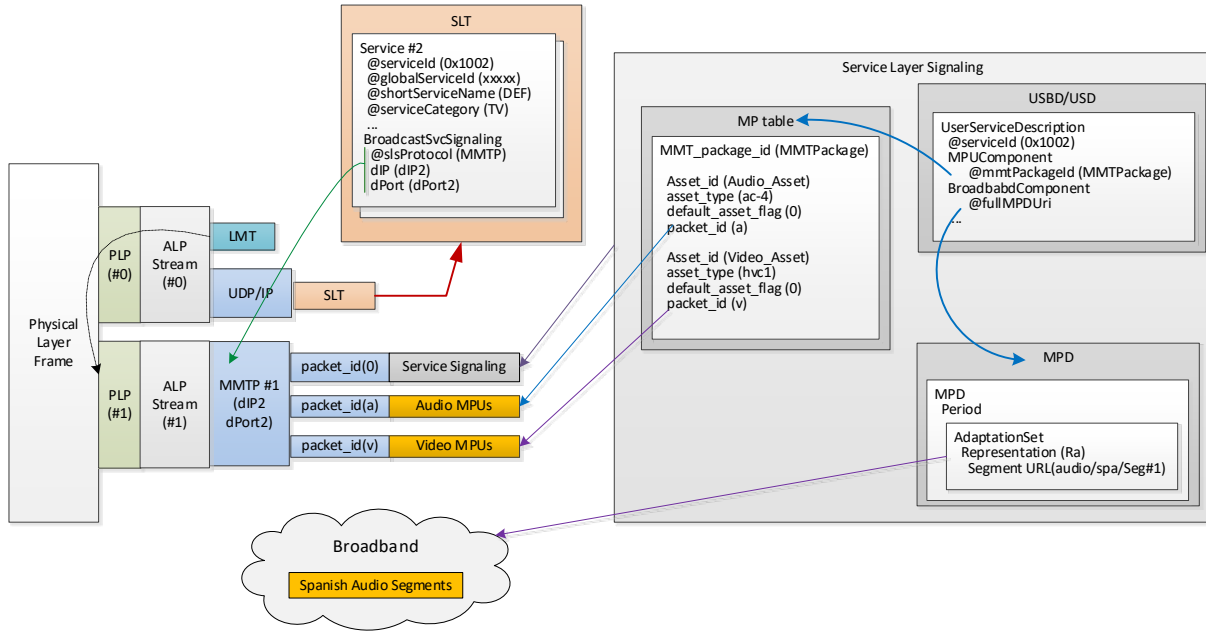 SLT
Service #2
@serviceId (0x1002)
@globalServiceId (xxxxx)
@shortServiceName (DEF)
@serviceCategory (TV)
...
BroadcastSvcSignaling
@slsProtocol (MMTP)
dIP (dIP2)
dPort (dPort2)
Physical
Layer
Frame
PLP
(#0)
ALP
Stream
(#0)
LMT
UDP/IP
SLT
PLP
(#1)
ALP
Stream
(#1)
MMTP #1
(dIP2
dPort2)
packet_id(0)
Service Signaling
packet_id(a)
Audio MPUs
packet_id(v)
Video MPUs
Broadband
Spanish Audio Segments
Service Layer Signaling
MP table
MMT_package_id (MMTPackage)
Asset_id (Audio_Asset)
asset_type (ac-4)
default_asset_flag (0)
packet_id (a)
Asset_id (Video_Asset)
asset_type (hvc1)
default_asset_flag (0)
packet_id (v)
USBD/USD
UserServiceDescription
@serviceId (0x1002)
MPUComponent
@mmtPackageId (MMTPackage)
BroadbabdComponent
@fullMPDUri
...
MPD
MPD
Period
AdaptationSet
Representation (Ra)
Segment URL(audio/spa/Seg#1)